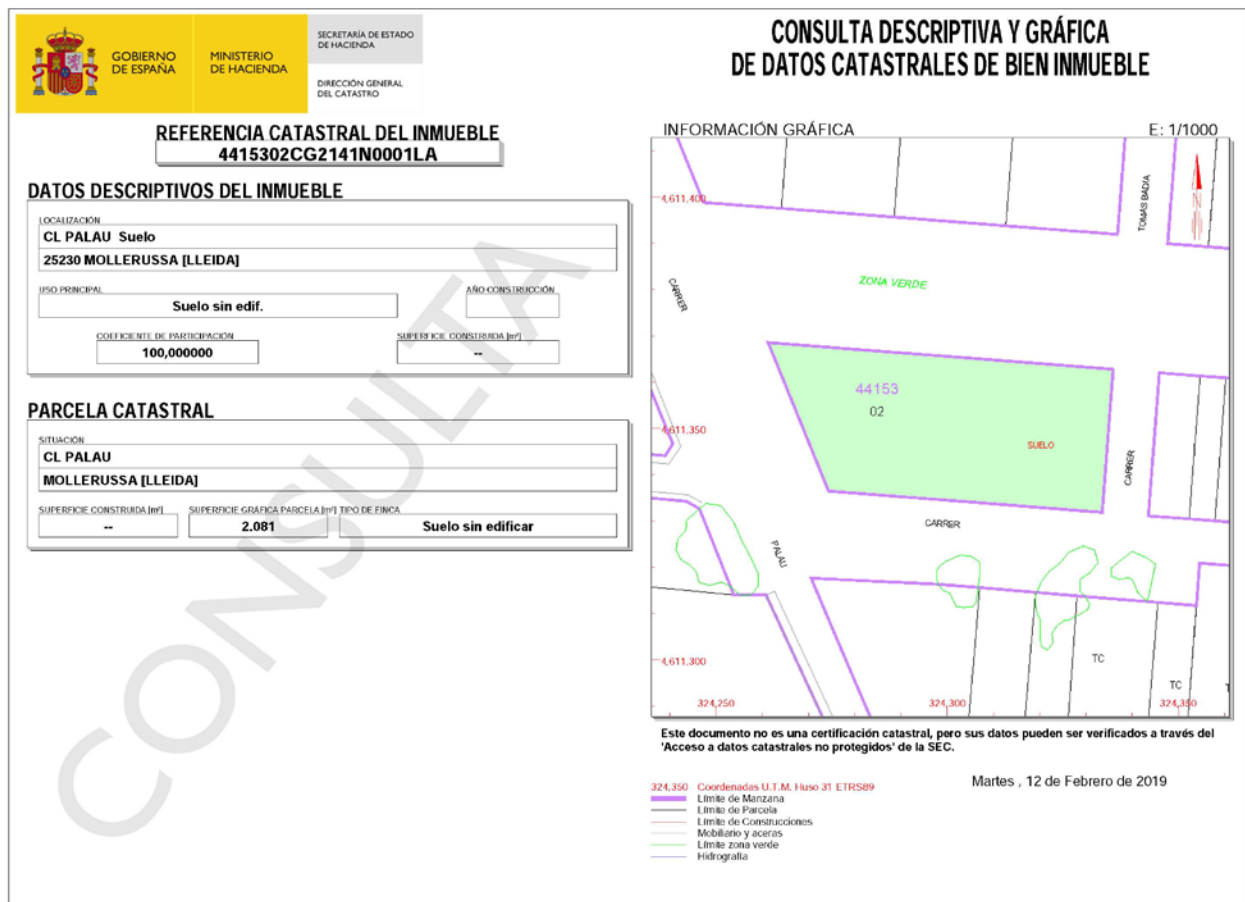 GOBIERNO
DE ESPAÑA
MINISTERIO
DE HACIENDA
SECRETARÍA DE ESTADO
DE HACIENDA
DIRECCIÓN GENERAL
DEL CATASTRO
CONSULTA DESCRIPTIVA Y GRÁFICA
DE DATOS CATASTRALES DE BIEN INMUEBLE
REFERENCIA CATASTRAL DEL INMUEBLE
4415302CG2141N0001LA
DATOS DESCRIPTIVOS DEL INMUEBLE
LOCALIZACIÓN
CL PALAU Suelo
25230 MOLLERUSSA [LLEIDA]
USO PRINCIPAL
Suelo sin edif.
AÑO CONSTRUCCIÓN
COEFICIENTE DE PARTICIPACIÓN
100,000000
SUPERFICIE CONSTRUIDA [m²]
--
PARCELA CATASTRAL
SITUACIÓN
CL PALAU
MOLLERUSSA [LLEIDA]
SUPERFICIE CONSTRUIDA [m²]
--
SUPERFICIE GRÁFICA PARCELA [m²]
2.081
TIPO DE FINCA
Suelo sin edificar
CONSULTA
INFORMACIÓN GRÁFICA
E: 1/1000
4,611,400
TOMAS BADIA
CARRER
ZONA VERDE
44153
02
4,611,350
SUELO
CARRER
CARRER
PALAU
4,611,300
TC
TC
324,250
324,300
324,350
Este documento no es una certificación catastral, pero sus datos pueden ser verificados a través del
'Acceso a datos catastrales no protegidos' de la SEC.
Martes , 12 de Febrero de 2019
324,350 Coordenadas U.T.M. Huso 31 ETRS89
Límite de Manzana
Límite de Parcela
Límite de Construcciones
Mobiliario y aceras
Límite zona verde
Hidrografía